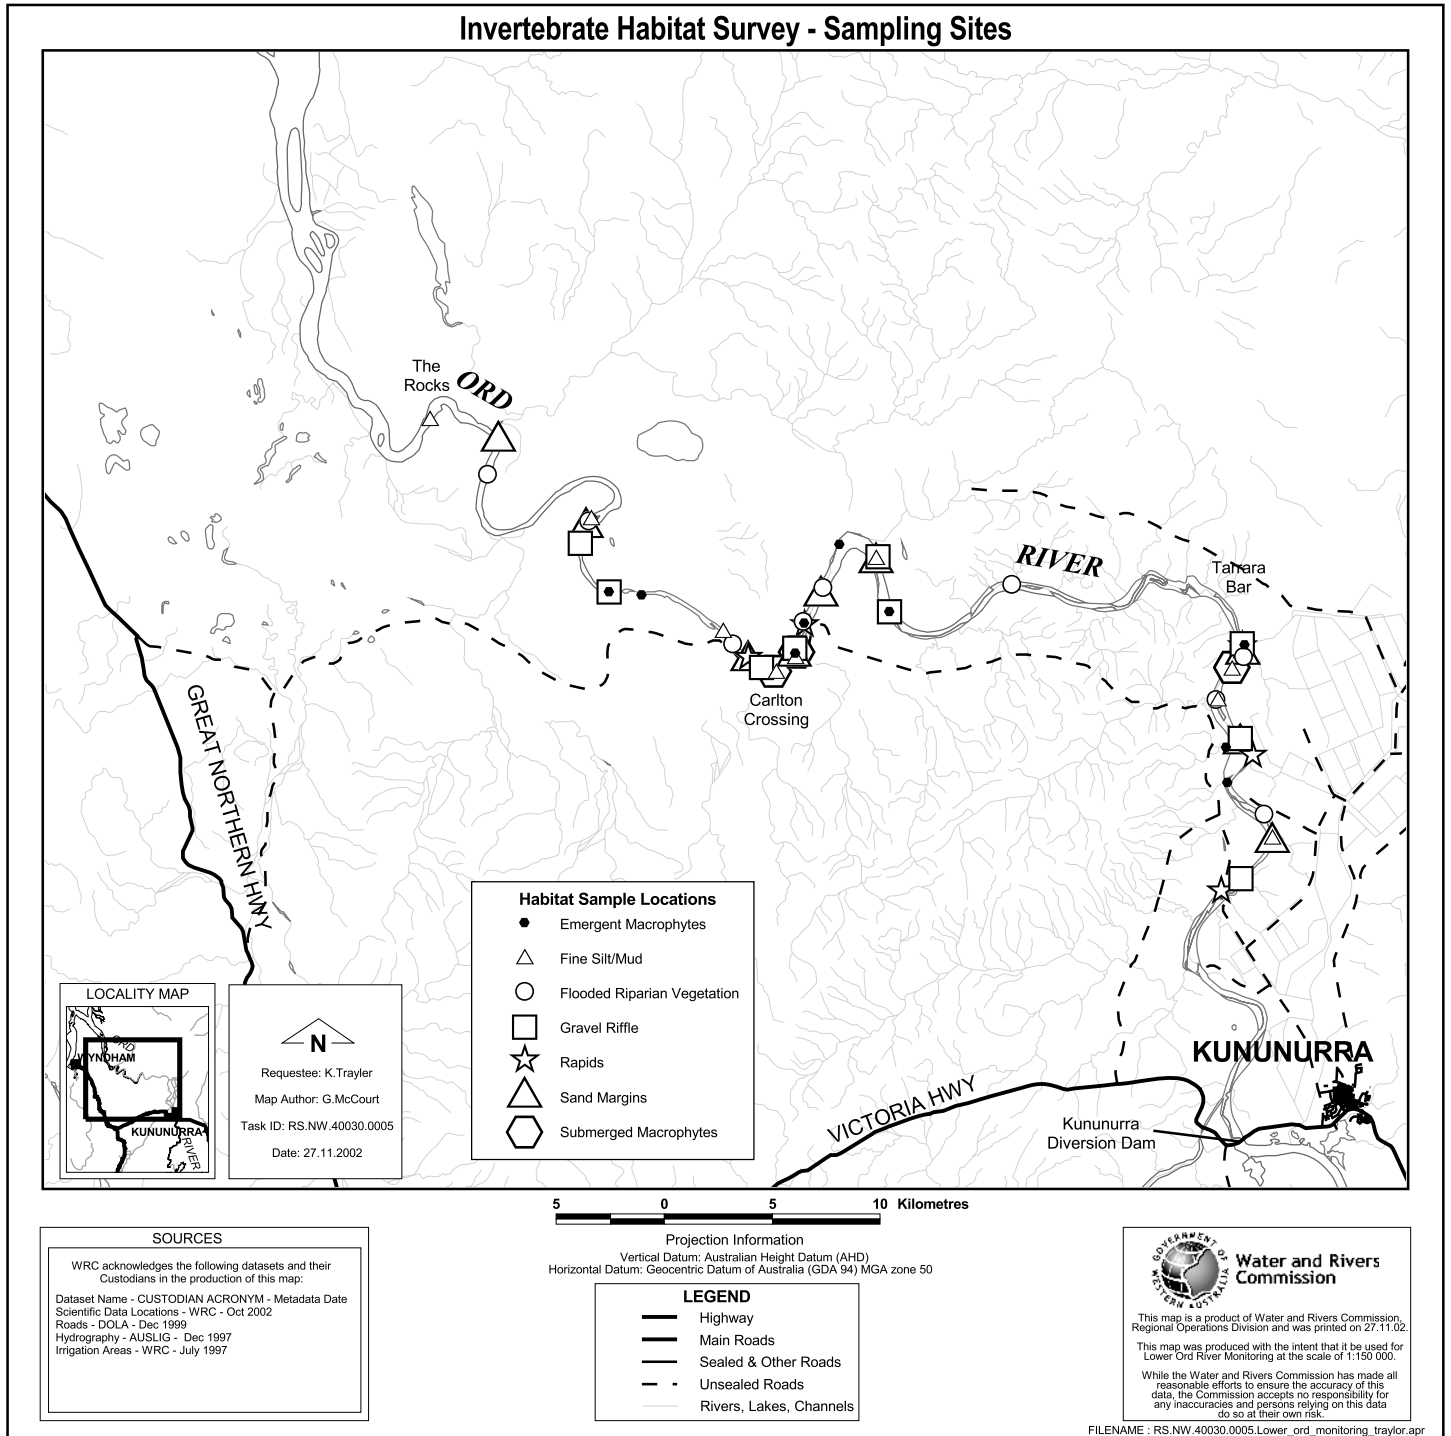 Invertebrate Habitat Survey - Sampling Sites
The
Rocks
ORD
RIVER
Tarrara
Bar
Carlton
Crossing
GREAT NORTHERN HWY
Habitat Sample Locations
Emergent Macrophytes
Fine Silt/Mud
Flooded Riparian Vegetation
Gravel Riffle
Rapids
Sand Margins
Submerged Macrophytes
LOCALITY MAP
ORD
WYNDHAM
KUNUNURRA
RIVER
N
Requestee: K.Trayler
Map Author: G.McCourt
Task ID: RS.NW.40030.0005
Date: 27.11.2002
KUNUNURRA
VICTORIA HWY
Kununurra
Diversion Dam
5 0 5 10 Kilometres
Projection Information
Vertical Datum: Australian Height Datum (AHD)
Horizontal Datum: Geocentric Datum of Australia (GDA 94) MGA zone 50
SOURCES
WRC acknowledges the following datasets and their
Custodians in the production of this map:
Dataset Name - CUSTODIAN ACRONYM - Metadata Date
Scientific Data Locations - WRC - Oct 2002
Roads - DOLA - Dec 1999
Hydrography - AUSLIG - Dec 1997
Irrigation Areas - WRC - July 1997
LEGEND
Highway
Main Roads
Sealed & Other Roads
Unsealed Roads
Rivers, Lakes, Channels
GOVERNMENT OF
WESTERN AUSTRALIA
Water and Rivers
Commission
This map is a product of Water and Rivers Commission,
Regional Operations Division and was printed on 27.11.02.
This map was produced with the intent that it be used for
Lower Ord River Monitoring at the scale of 1:150 000.
While the Water and Rivers Commission has made all
reasonable efforts to ensure the accuracy of this
data, the Commission accepts no responsibility for
any inaccuracies and persons relying on this data
do so at their own risk.
FILENAME : RS.NW.40030.0005.Lower_ord_monitoring_traylor.apr